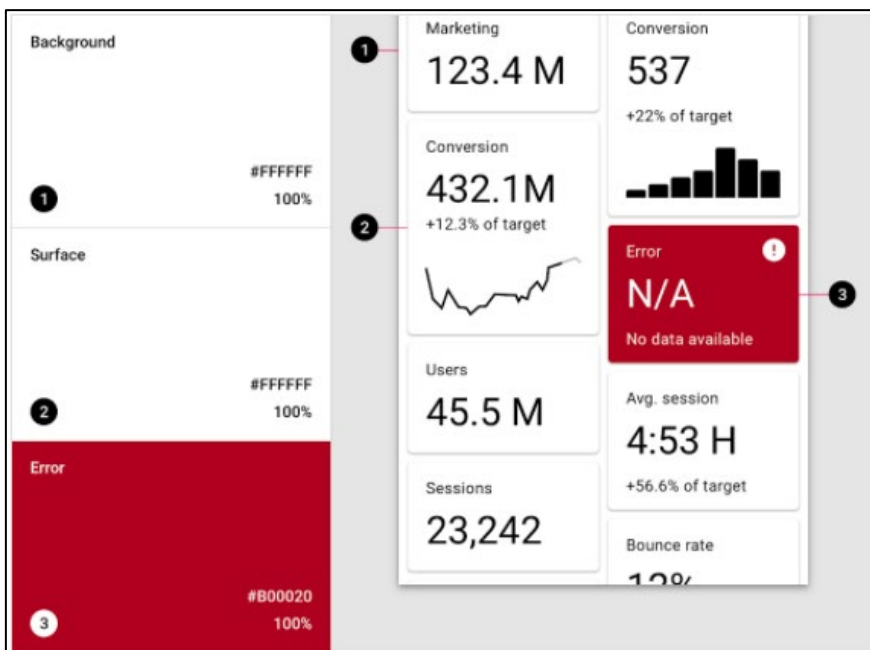 Background
#FFFFFF
1
100%
Surface
#FFFFFF
2
100%
Error
#B00020
3
100%
1
Marketing
123.4 M
Conversion
432.1M
2
+12.3% of target
Users
45.5 M
Sessions
23,242
Conversion
537
+22% of target
Error
!
N/A
3
No data available
Avg. session
4:53 H
+56.6% of target
Bounce rate
12%